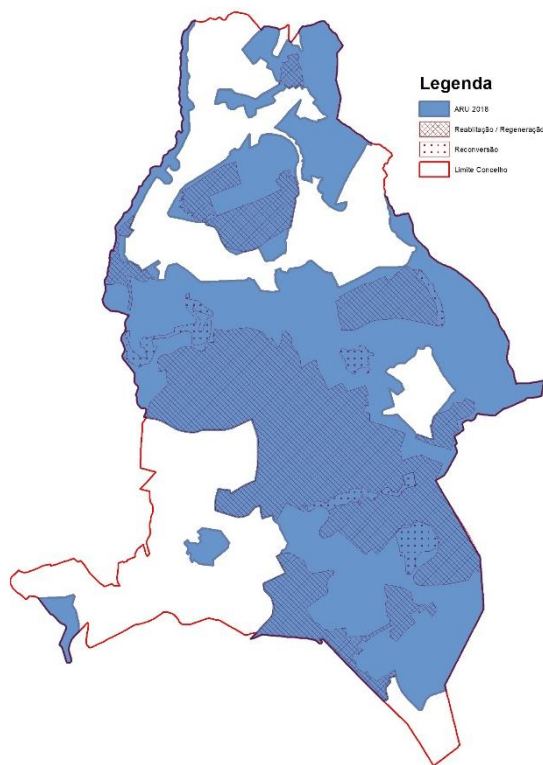 Legenda
ARU 2018
Reabilitação / Regeneração
Reconversão
Limite Concelho